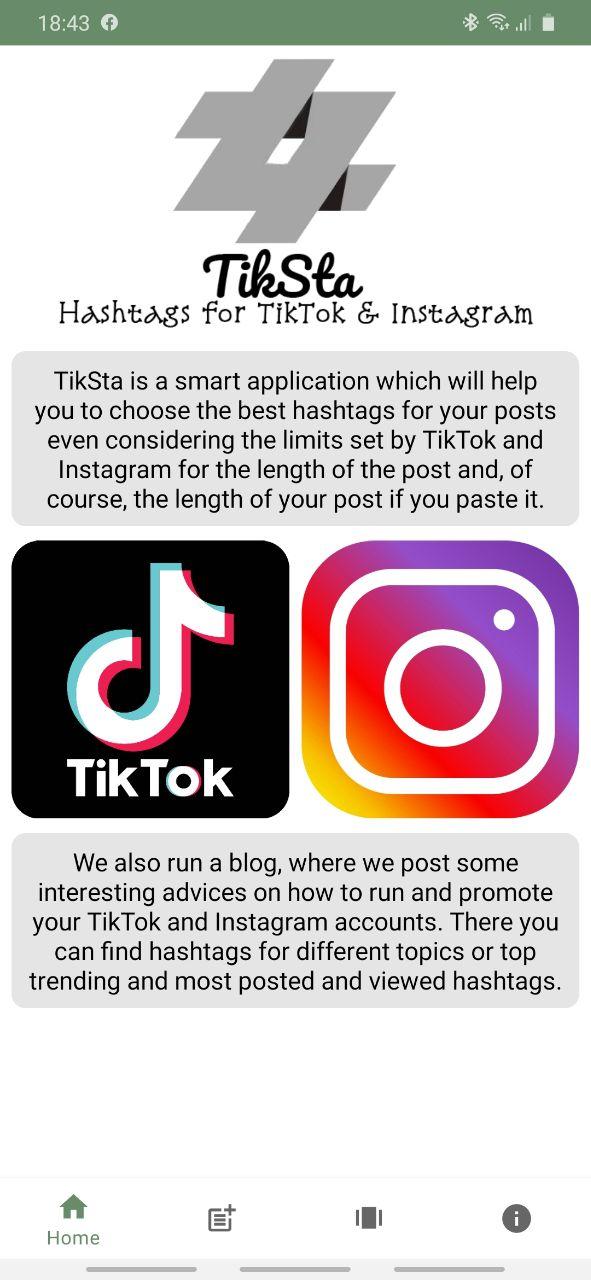 18:43
TikSta
Hashtags for TikTok & Instagram
TikSta is a smart application which will help
you to choose the best hashtags for your posts
even considering the limits set by TikTok and
Instagram for the length of the post and, of
course, the length of your post if you paste it.
TikTok
We also run a blog, where we post some
interesting advices on how to run and promote
your TikTok and Instagram accounts. There you
can find hashtags for different topics or top
trending and most posted and viewed hashtags.
Home